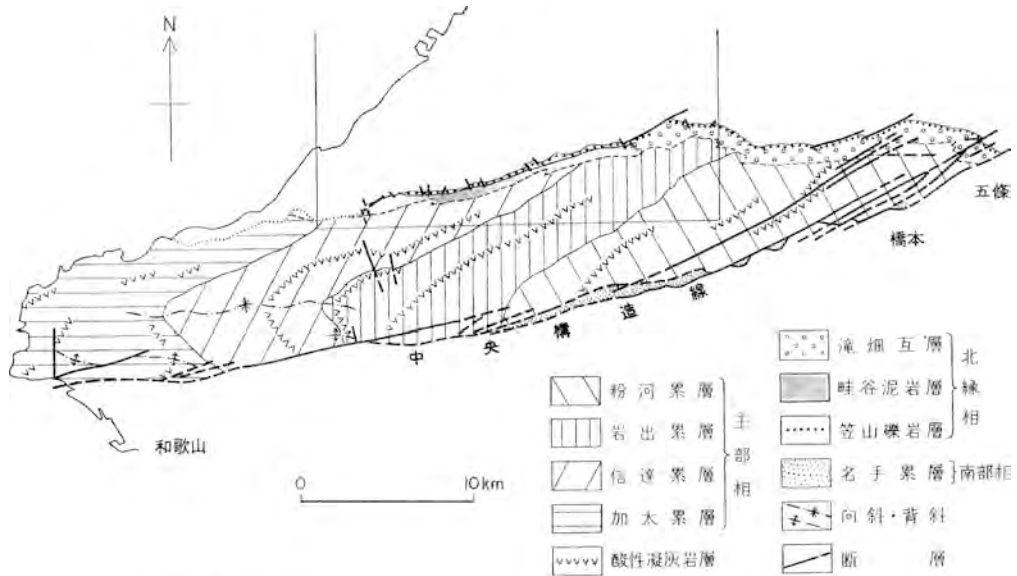 N
五條
橋本
中央構造線
和歌山
0 10km
粉河累層
岩出累層
信達累層
加太累層
主部相
酸性凝灰岩層
滝畑互層
畦谷泥岩層
笠山礫岩層
北縁相
名手累層
南部相
向斜・背斜
断層